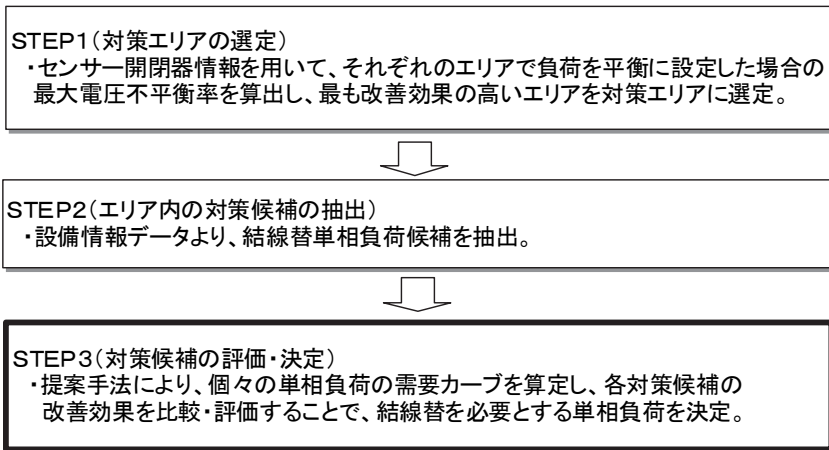 STEP1(対策エリアの選定)
・センサー開閉器情報を用いて、それぞれのエリアで負荷を平衡に設定した場合の
最大電圧不平衡率を算出し、最も改善効果の高いエリアを対策エリアに選定。
STEP2(エリア内の対策候補の抽出)
・設備情報データより、結線替単相負荷候補を抽出。
STEP3(対策候補の評価・決定)
・提案手法により、個々の単相負荷の需要カーブを算定し、各対策候補の
改善効果を比較・評価することで、結線替を必要とする単相負荷を決定。